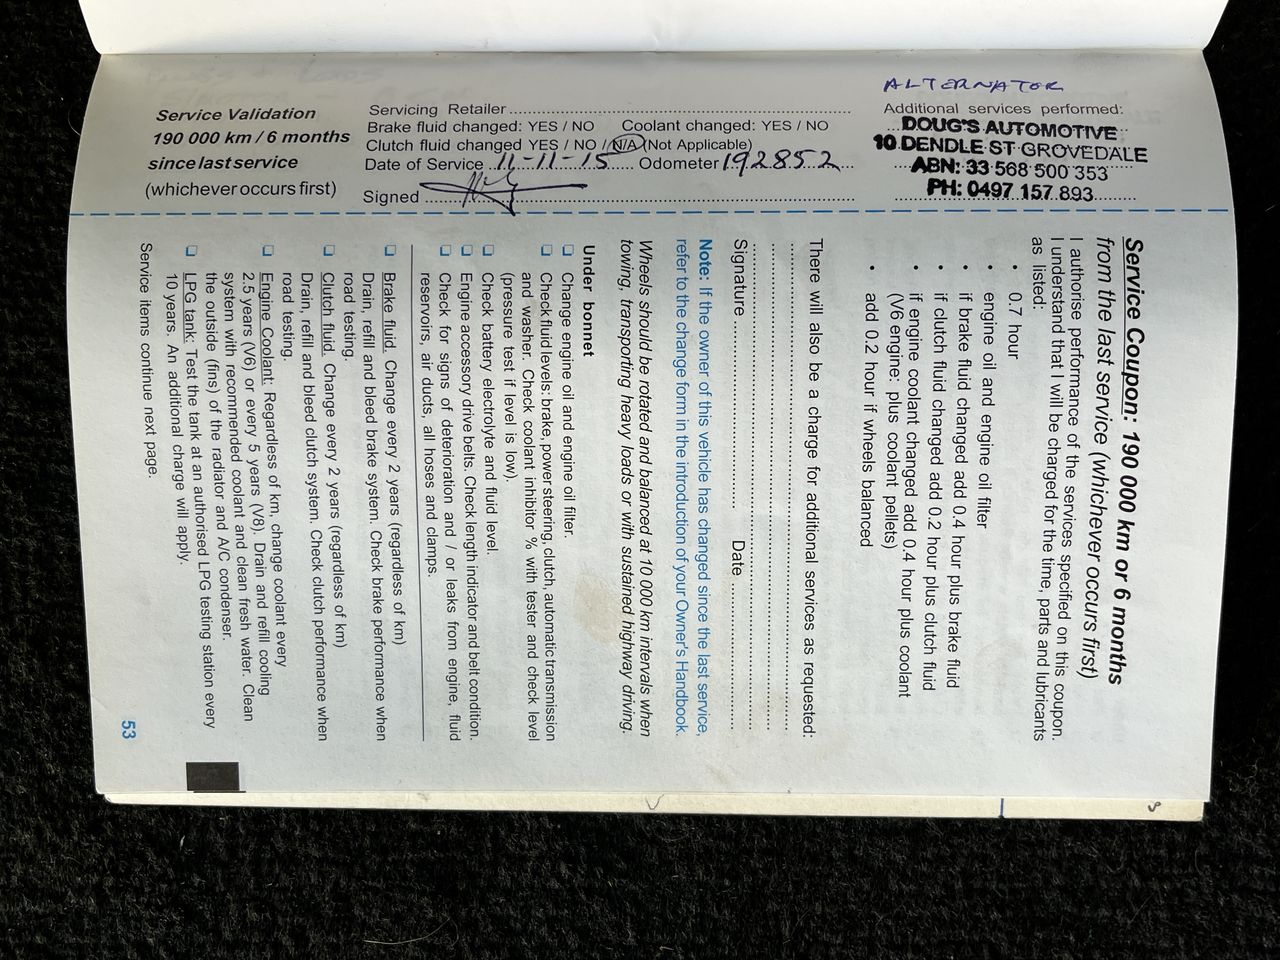 Service Validation
190 000 km / 6 months
since last service
(whichever occurs first)
Servicing Retailer
Brake fluid changed: YES / NO Coolant changed: YES / NO
Clutch fluid changed YES / NO / N/A (Not Applicable)
Date of Service 11-11-15 Odometer 192852
Signed
ALTERNATOR
Additional services performed:
DOUG'S AUTOMOTIVE
10 DENDLE ST GROVEDALE
ABN: 33 568 500 353
PH: 0497 157 893
Service Coupon: 190 000 km or 6 months
from the last service (whichever occurs first)
I authorise performance of the services specified on this coupon.
I understand that I will be charged for the time, parts and lubricants
as listed:
• 0.7 hour
• engine oil and engine oil filter
• if brake fluid changed add 0.4 hour plus brake fluid
• if clutch fluid changed add 0.2 hour plus clutch fluid
• if engine coolant changed add 0.4 hour plus coolant
(V6 engine: plus coolant pellets)
• add 0.2 hour if wheels balanced
There will also be a charge for additional services as requested:
Signature Date
Note: If the owner of this vehicle has changed since the last service,
refer to the change form in the introduction of your Owner's Handbook.
Wheels should be rotated and balanced at 10 000 km intervals when
towing, transporting heavy loads or with sustained highway driving.
Under bonnet
❑ Change engine oil and engine oil filter.
❑ Check fluid levels: brake, power steering, clutch, automatic transmission
and washer. Check coolant inhibitor % with tester and check level
(pressure test if level is low).
❑ Check battery electrolyte and fluid level.
❑ Engine accessory drive belts. Check length indicator and belt condition.
❑ Check for signs of deterioration and / or leaks from engine, fluid
reservoirs, air ducts, all hoses and clamps.
❑ Brake fluid. Change every 2 years (regardless of km)
Drain, refill and bleed brake system. Check brake performance when
road testing.
❑ Clutch fluid. Change every 2 years (regardless of km)
Drain, refill and bleed clutch system. Check clutch performance when
road testing.
❑ Engine Coolant: Regardless of km, change coolant every
2.5 years (V6) or every 5 years (V8). Drain and refill cooling
system with recommended coolant and clean fresh water. Clean
the outside (fins) of the radiator and A/C condenser.
❑ LPG tank: Test the tank at an authorised LPG testing station every
10 years. An additional charge will apply.
Service items continue next page.
53